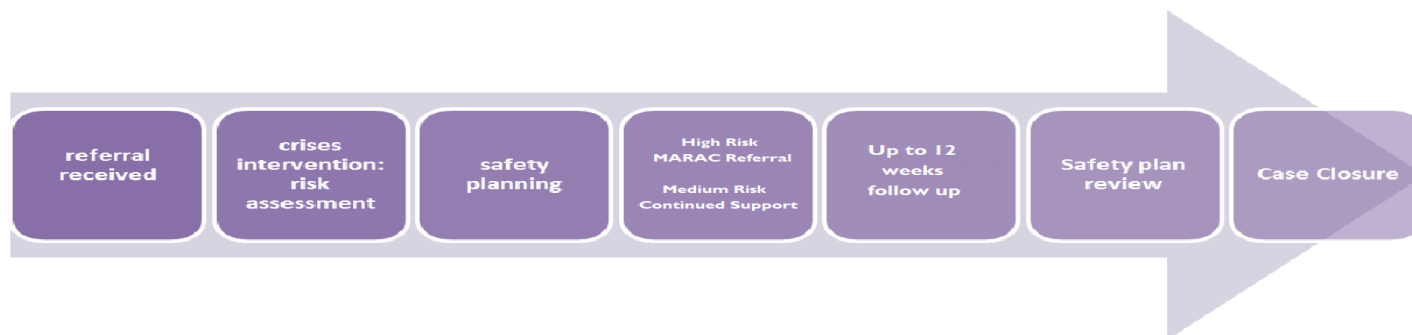 referral
received
crises
intervention:
risk
assessment
safety
planning
High Risk
MARAC Referral
Medium Risk
Continued Support
Up to 12
weeks
follow up
Safety plan
review
Case Closure